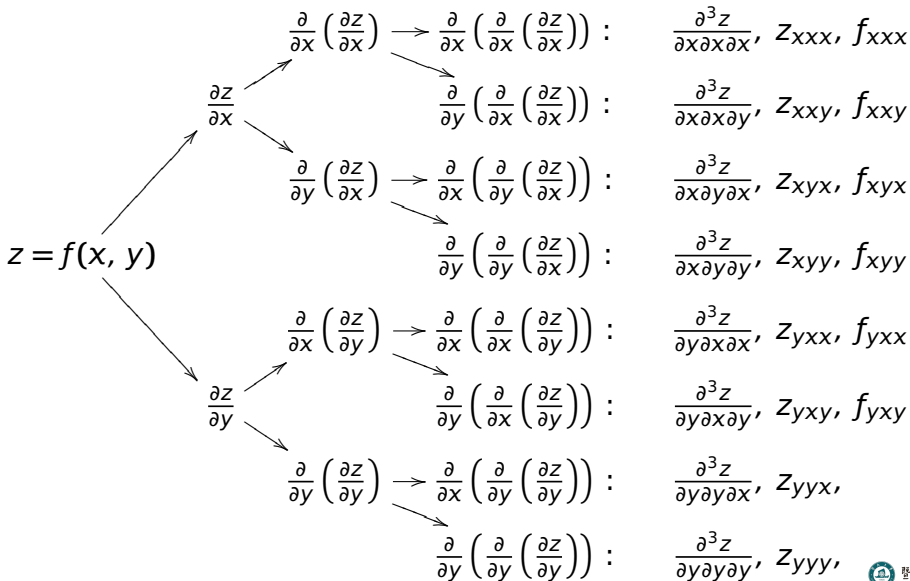 ∂/∂x (∂z/∂x) → ∂/∂x (∂/∂x (∂z/∂x)) : ∂³z/∂x∂x∂x, z_xxx, f_xxx
∂z/∂x ∂/∂y (∂/∂x (∂z/∂x)) : ∂³z/∂x∂x∂y, z_xxy, f_xxy
∂/∂y (∂z/∂x) → ∂/∂x (∂/∂y (∂z/∂x)) : ∂³z/∂x∂y∂x, z_xyx, f_xyx
z = f(x, y) ∂/∂y (∂/∂y (∂z/∂x)) : ∂³z/∂x∂y∂y, z_xyy, f_xyy
∂/∂x (∂z/∂y) → ∂/∂x (∂/∂x (∂z/∂y)) : ∂³z/∂y∂x∂x, z_yxx, f_yxx
∂z/∂y ∂/∂y (∂/∂x (∂z/∂y)) : ∂³z/∂y∂x∂y, z_yxy, f_yxy
∂/∂y (∂z/∂y) → ∂/∂x (∂/∂y (∂z/∂y)) : ∂³z/∂y∂y∂x, z_yyx,
∂/∂y (∂/∂y (∂z/∂y)) : ∂³z/∂y∂y∂y, z_yyy,